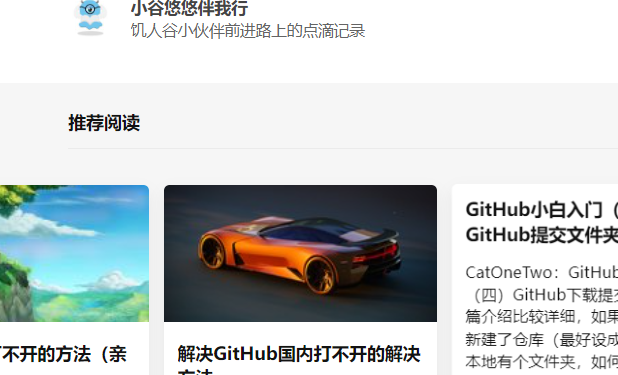 小谷悠悠伴我行
饥人谷小伙伴前进路上的点滴记录
推荐阅读
不开的方法（亲
解决GitHub国内打不开的解决
方法
GitHub小白入门（
GitHub提交文件夹
CatOneTwo：GitHub
（四）GitHub下载提交
篇介绍比较详细，如果
新建了仓库（最好设成
本地有个文件夹，如何